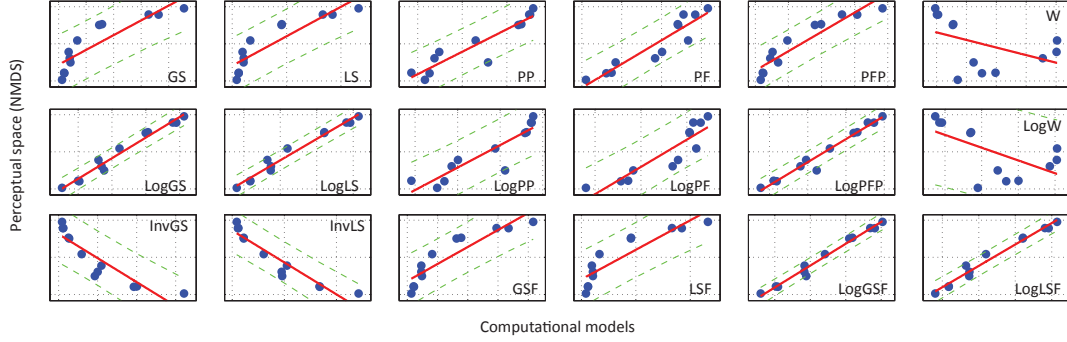 Perceptual space (NMDS)
GS
LS
PP
PF
PFP
W
LogGS
LogLS
LogPP
LogPF
LogPFP
LogW
InvGS
InvLS
GSF
LSF
LogGSF
LogLSF
Computational models